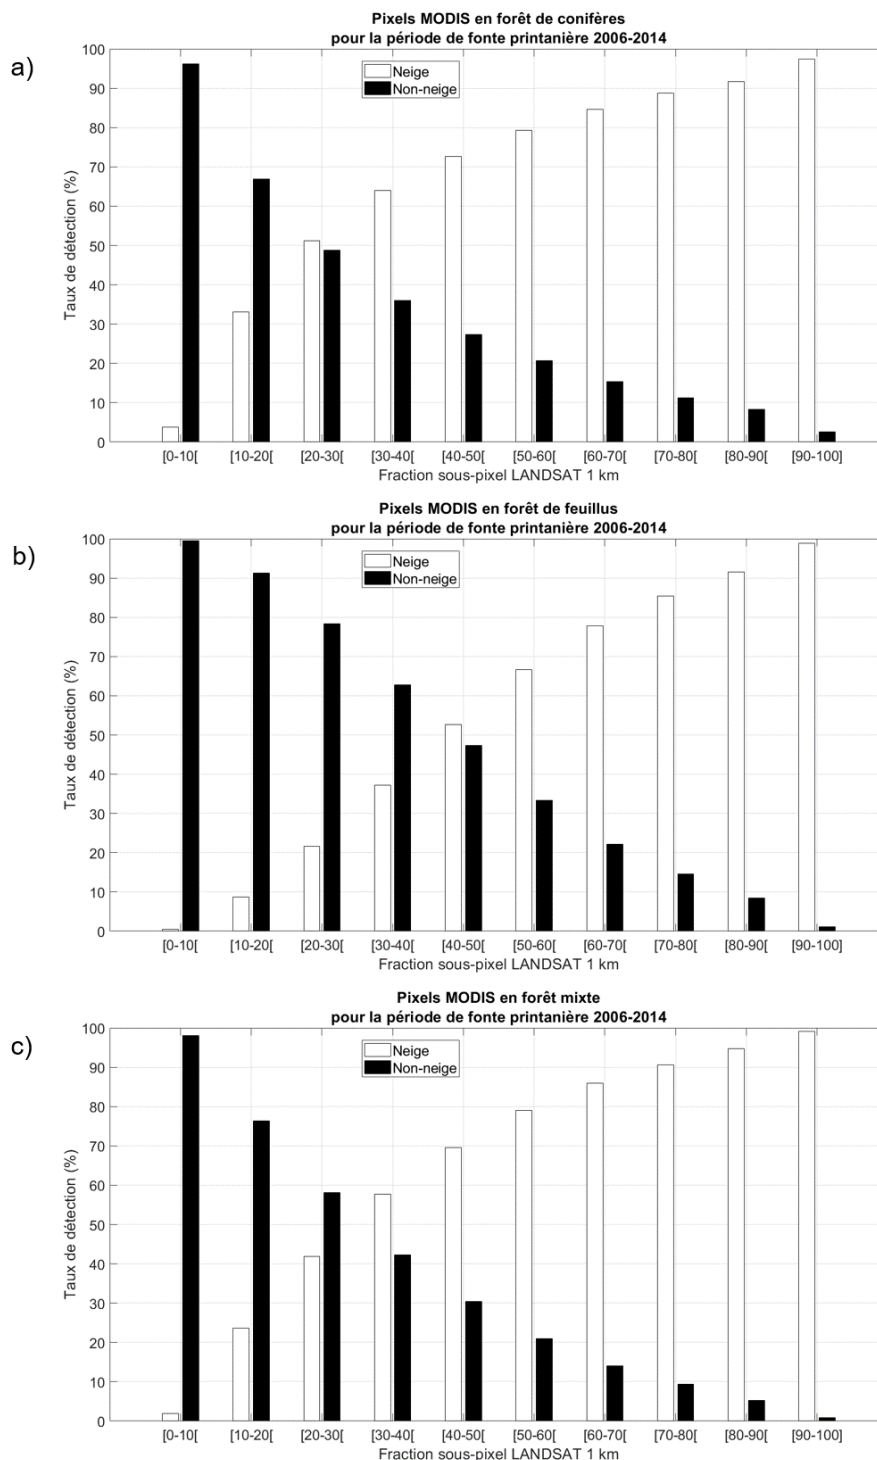 a)
Pixels MODIS en forêt de conifères
pour la période de fonte printanière 2006-2014
Neige
Non-neige
Taux de détection (%)
100
90
80
70
60
50
40
30
20
10
0
[0-10[ [10-20[ [20-30[ [30-40[ [40-50[ [50-60[ [60-70[ [70-80[ [80-90[ [90-100]
Fraction sous-pixel LANDSAT 1 km
b)
Pixels MODIS en forêt de feuillus
pour la période de fonte printanière 2006-2014
Neige
Non-neige
Taux de détection (%)
100
90
80
70
60
50
40
30
20
10
0
[0-10[ [10-20[ [20-30[ [30-40[ [40-50[ [50-60[ [60-70[ [70-80[ [80-90[ [90-100]
Fraction sous-pixel LANDSAT 1 km
c)
Pixels MODIS en forêt mixte
pour la période de fonte printanière 2006-2014
Neige
Non-neige
Taux de détection (%)
100
90
80
70
60
50
40
30
20
10
0
[0-10[ [10-20[ [20-30[ [30-40[ [40-50[ [50-60[ [60-70[ [70-80[ [80-90[ [90-100]
Fraction sous-pixel LANDSAT 1 km